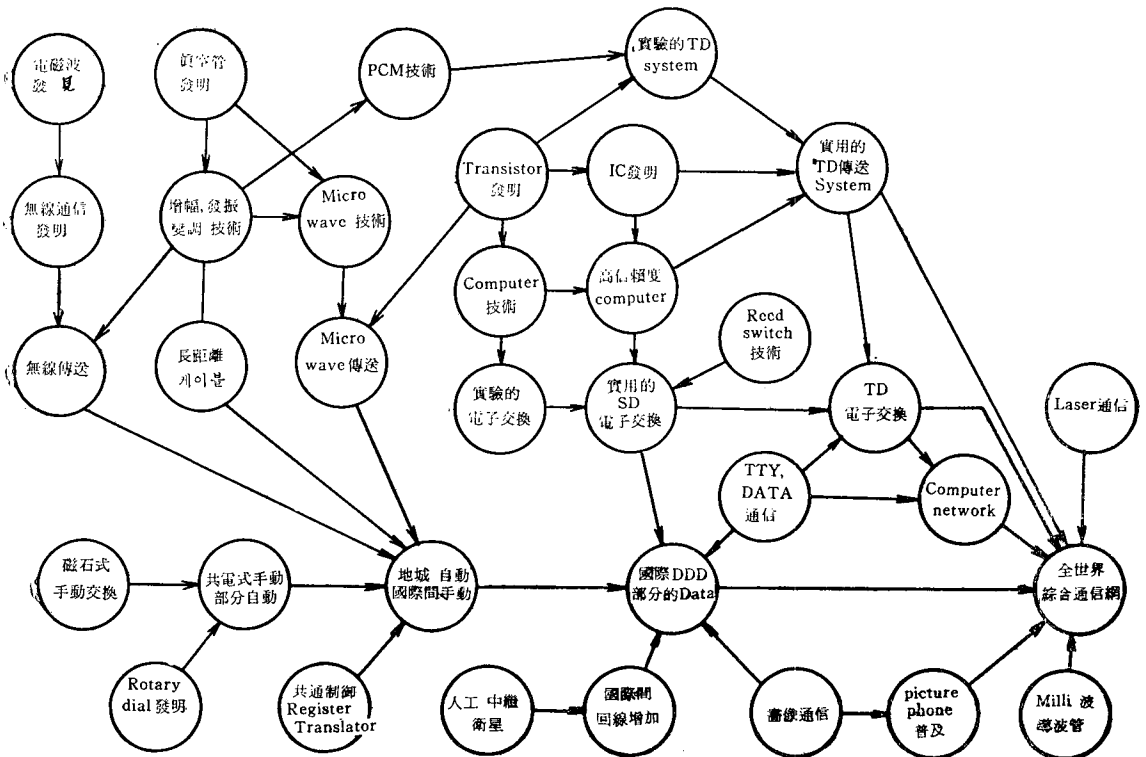 電磁波
發見
眞空管
發明
PCM技術
實驗的TD
system
無線通信
發明
增幅, 發振
變調 技術
Micro
wave 技術
Transistor
發明
IC發明
實用的
TD傳送
System
Computer
技術
高信賴度
computer
Reed
switch
技術
無線傳送
長距離
케이블
Micro
wave傳送
實驗的
電子交換
實用的
SD
電子交換
TD
電子交換
Laser通信
TTY,
DATA
通信
Computer
network
磁石式
手動交換
共電式手動
部分自動
地域 自動
國際間手動
國際DDD
部分的Data
全世界
綜合通信網
Rotary
dial 發明
共通制御
Register
Translator
人工 中繼
衛星
國際間
回線增加
畵像通信
picture
phone
普及
Milli 波
導波管